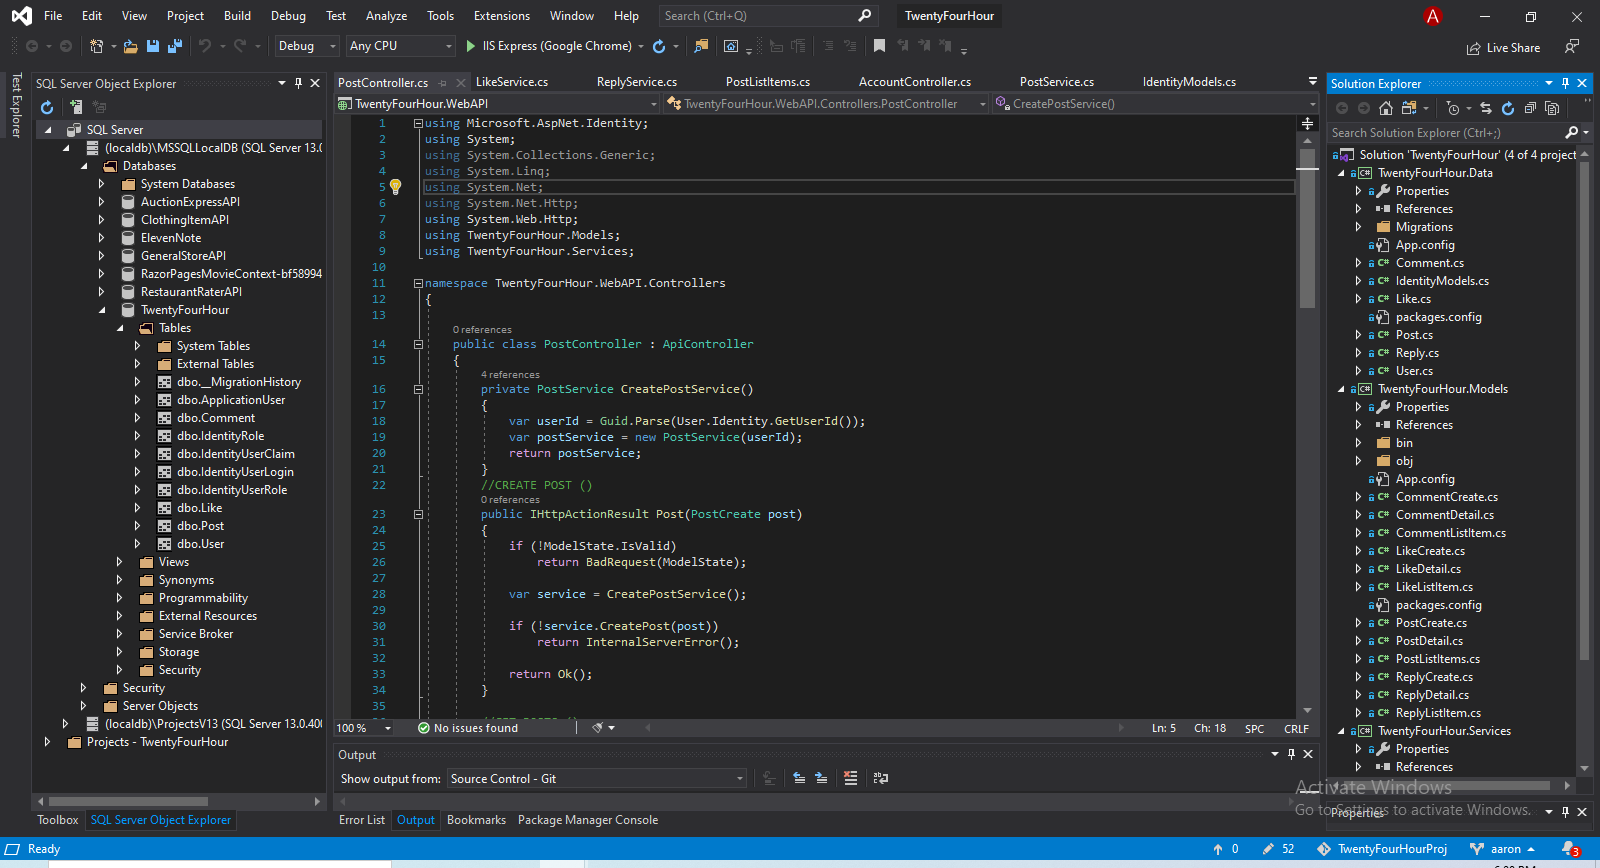 File Edit View Project Build Debug Test Analyze Tools Extensions Window Help Search (Ctrl+Q) TwentyFourHour A
Debug Any CPU IIS Express (Google Chrome) Live Share
Test Explorer
SQL Server Object Explorer
SQL Server
(localdb)\MSSQLLocalDB (SQL Server 13.0
Databases
System Databases
AuctionExpressAPI
ClothingItemAPI
ElevenNote
GeneralStoreAPI
RazorPagesMovieContext-bf58994
RestaurantRaterAPI
TwentyFourHour
Tables
System Tables
External Tables
dbo.__MigrationHistory
dbo.ApplicationUser
dbo.Comment
dbo.IdentityRole
dbo.IdentityUserClaim
dbo.IdentityUserLogin
dbo.IdentityUserRole
dbo.Like
dbo.Post
dbo.User
Views
Synonyms
Programmability
External Resources
Service Broker
Storage
Security
Security
Server Objects
(localdb)\ProjectsV13 (SQL Server 13.0.400
Projects - TwentyFourHour
Toolbox SQL Server Object Explorer
PostController.cs LikeService.cs ReplyService.cs PostListItems.cs AccountController.cs PostService.cs IdentityModels.cs
TwentyFourHour.WebAPI TwentyFourHour.WebAPI.Controllers.PostController CreatePostService()
1 using Microsoft.AspNet.Identity;
2 using System;
3 using System.Collections.Generic;
4 using System.Linq;
5 using System.Net;
6 using System.Net.Http;
7 using System.Web.Http;
8 using TwentyFourHour.Models;
9 using TwentyFourHour.Services;
10
11 namespace TwentyFourHour.WebAPI.Controllers
12 {
13
0 references
14 public class PostController : ApiController
15 {
4 references
16 private PostService CreatePostService()
17 {
18 var userId = Guid.Parse(User.Identity.GetUserId());
19 var postService = new PostService(userId);
20 return postService;
21 }
22 //CREATE POST ()
0 references
23 public IHttpActionResult Post(PostCreate post)
24 {
25 if (!ModelState.IsValid)
26 return BadRequest(ModelState);
27
28 var service = CreatePostService();
29
30 if (!service.CreatePost(post))
31 return InternalServerError();
32
33 return Ok();
34 }
35
100 % No issues found Ln: 5 Ch: 18 SPC CRLF
Output
Show output from: Source Control - Git
Error List Output Bookmarks Package Manager Console
Solution Explorer
Search Solution Explorer (Ctrl+;)
Solution 'TwentyFourHour' (4 of 4 project
TwentyFourHour.Data
Properties
References
Migrations
App.config
Comment.cs
IdentityModels.cs
Like.cs
packages.config
Post.cs
Reply.cs
User.cs
TwentyFourHour.Models
Properties
References
bin
obj
App.config
CommentCreate.cs
CommentDetail.cs
CommentListItem.cs
LikeCreate.cs
LikeDetail.cs
LikeListItem.cs
packages.config
PostCreate.cs
PostDetail.cs
PostListItems.cs
ReplyCreate.cs
ReplyDetail.cs
ReplyListItem.cs
TwentyFourHour.Services
Properties
References
Activate Windows
Go to Settings to activate Windows.
Properties
Ready 0 52 TwentyFourHourProj aaron 3